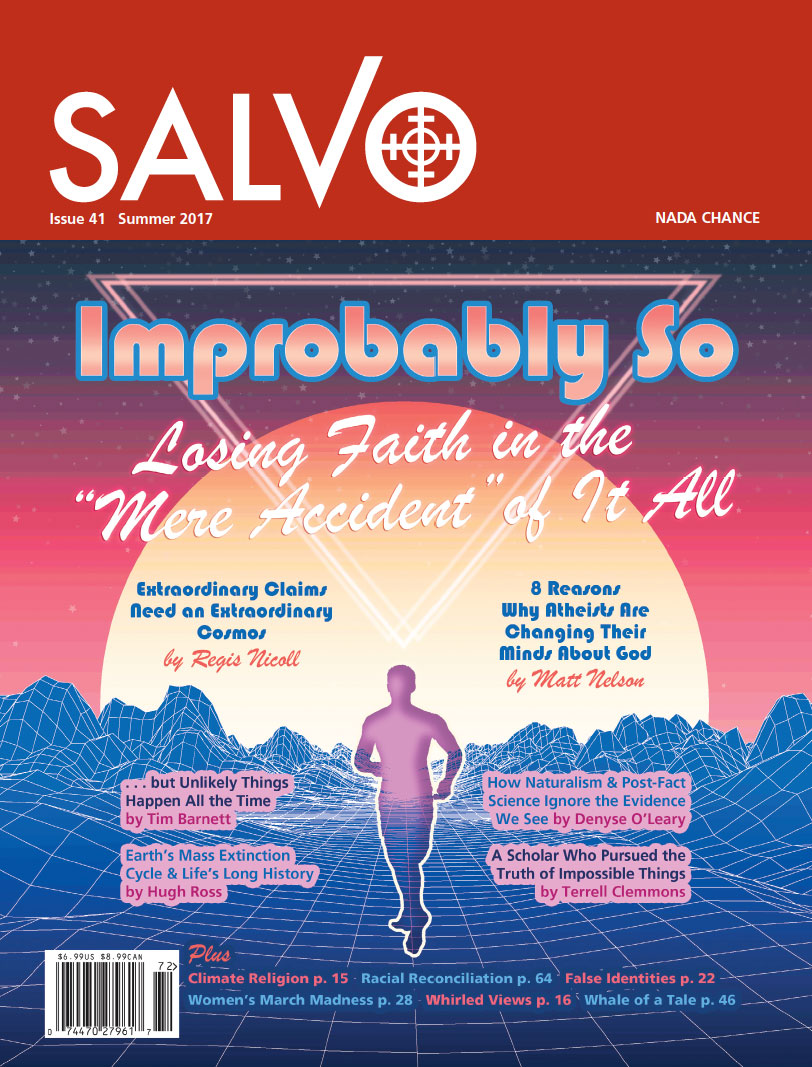 SALVO
Issue 41 Summer 2017
NADA CHANCE
Improbably So
Losing Faith in the
“Mere Accident” of It All
Extraordinary Claims
Need an Extraordinary
Cosmos
by Regis Nicoll
8 Reasons
Why Atheists Are
Changing Their
Minds About God
by Matt Nelson
. . . but Unlikely Things
Happen All the Time
by Tim Barnett
How Naturalism & Post-Fact
Science Ignore the Evidence
We See by Denyse O’Leary
Earth’s Mass Extinction
Cycle & Life’s Long History
by Hugh Ross
A Scholar Who Pursued the
Truth of Impossible Things
by Terrell Clemmons
Plus
Climate Religion p. 15 · Racial Reconciliation p. 64 · False Identities p. 22
Women’s March Madness p. 28 · Whirled Views p. 16 · Whale of a Tale p. 46
$6.99US $8.99CAN
72>
0 74470 27961 7